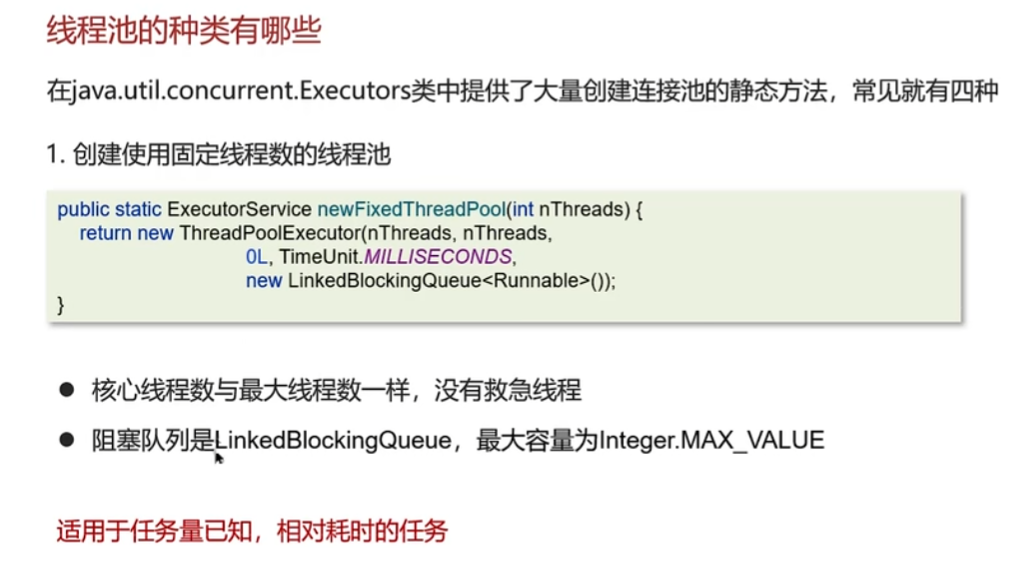 线程池的种类有哪些
在java.util.concurrent.Executors类中提供了大量创建连接池的静态方法，常见就有四种
1. 创建使用固定线程数的线程池
public static ExecutorService newFixedThreadPool(int nThreads) {
return new ThreadPoolExecutor(nThreads, nThreads,
0L, TimeUnit.MILLISECONDS,
new LinkedBlockingQueue<Runnable>());
}
● 核心线程数与最大线程数一样，没有救急线程
● 阻塞队列是LinkedBlockingQueue，最大容量为Integer.MAX_VALUE
适用于任务量已知，相对耗时的任务